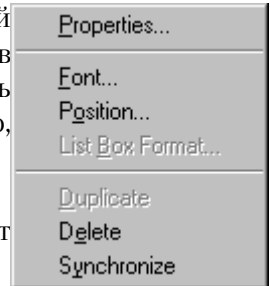 й
Properties...
в
Font...
ь
Position...
,
List Box Format...
Duplicate
т
Delete
Synchronize